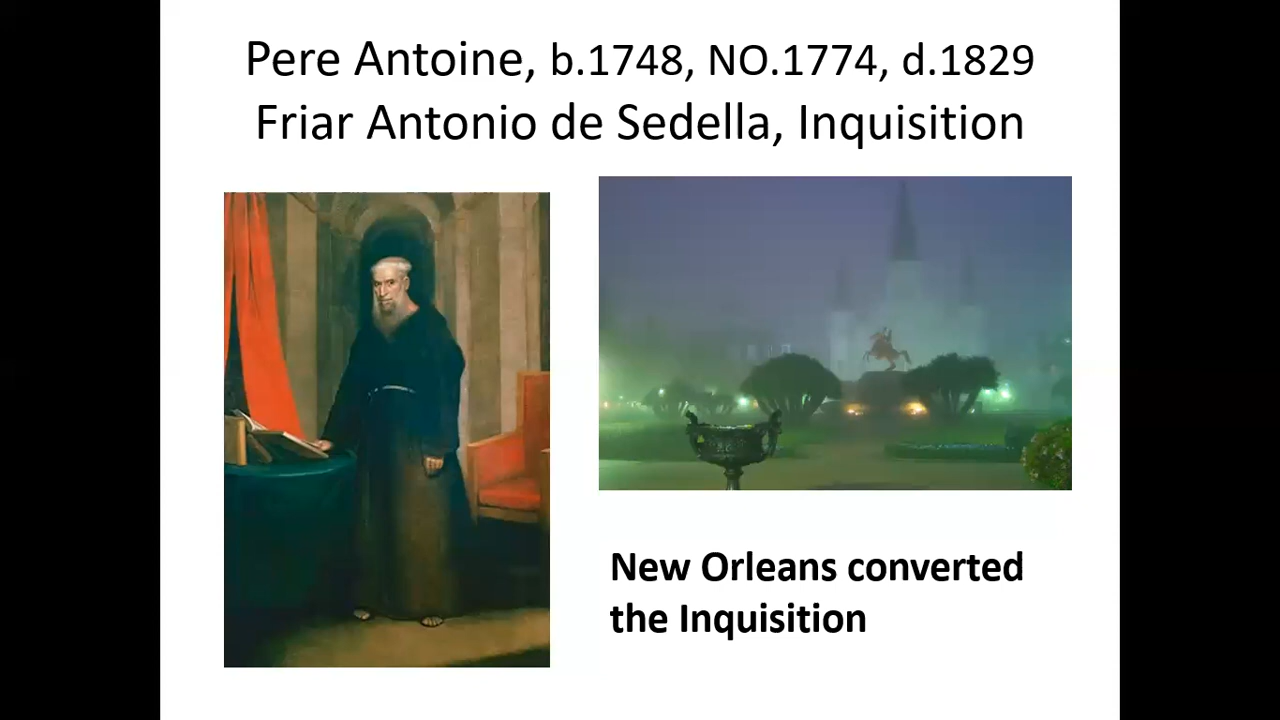 Pere Antoine, b.1748, NO.1774, d.1829
Friar Antonio de Sedella, Inquisition
New Orleans converted
the Inquisition